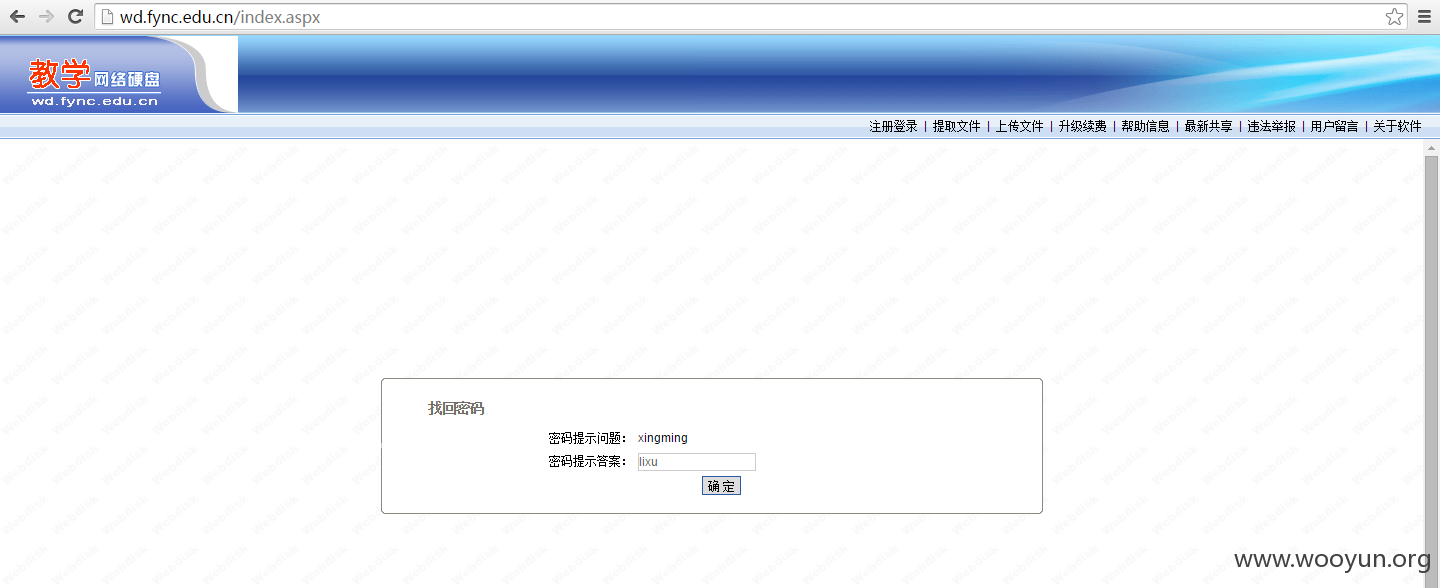 wd.fync.edu.cn/index.aspx
教学网络硬盘
wd.fync.edu.cn
注册登录 | 提取文件 | 上传文件 | 升级续费 | 帮助信息 | 最新共享 | 违法举报 | 用户留言 | 关于软件
找回密码
密码提示问题： xingming
密码提示答案： lixu
确 定
www.wooyun.org